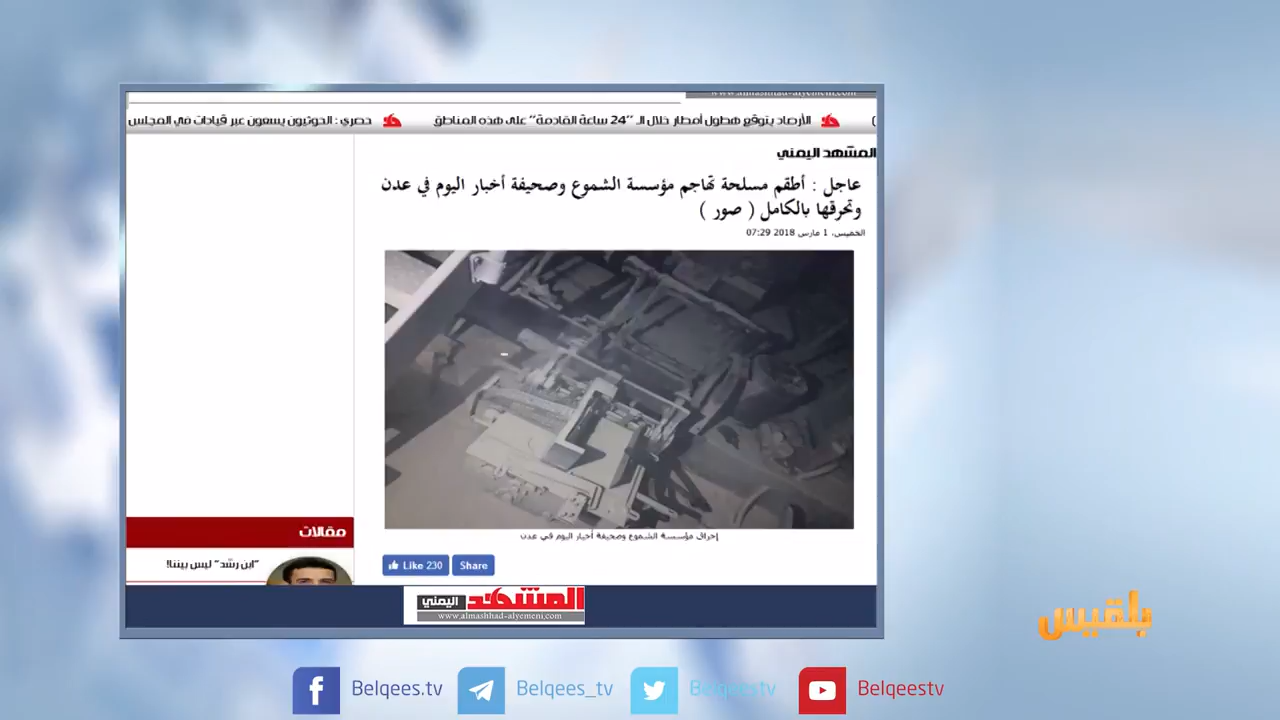 www.almashhad-alyemeni.com
الأرصاد يتوقع هطول أمطار خلال الـ "24 ساعة القادمة" على هذه المناطق
حصري : الحوثيون يسعون عبر قيادات في المجلس
المشهد اليمني
عاجل : أطقم مسلحة تهاجم مؤسسة الشموع وصحيفة أخبار اليوم في عدن
وتحرقها بالكامل ( صور )
الخميس، 1 مارس 2018 07:29
إحراق مؤسسة الشموع وصحيفة أخبار اليوم في عدن
Like 230
Share
مقالات
"ابن رشد" ليس بيننا!
المشهد اليمني
www.almashhad-alyemeni.com
بلقيس
Belqees.tv
Belqees_tv
Belqeestv
Belqeestv